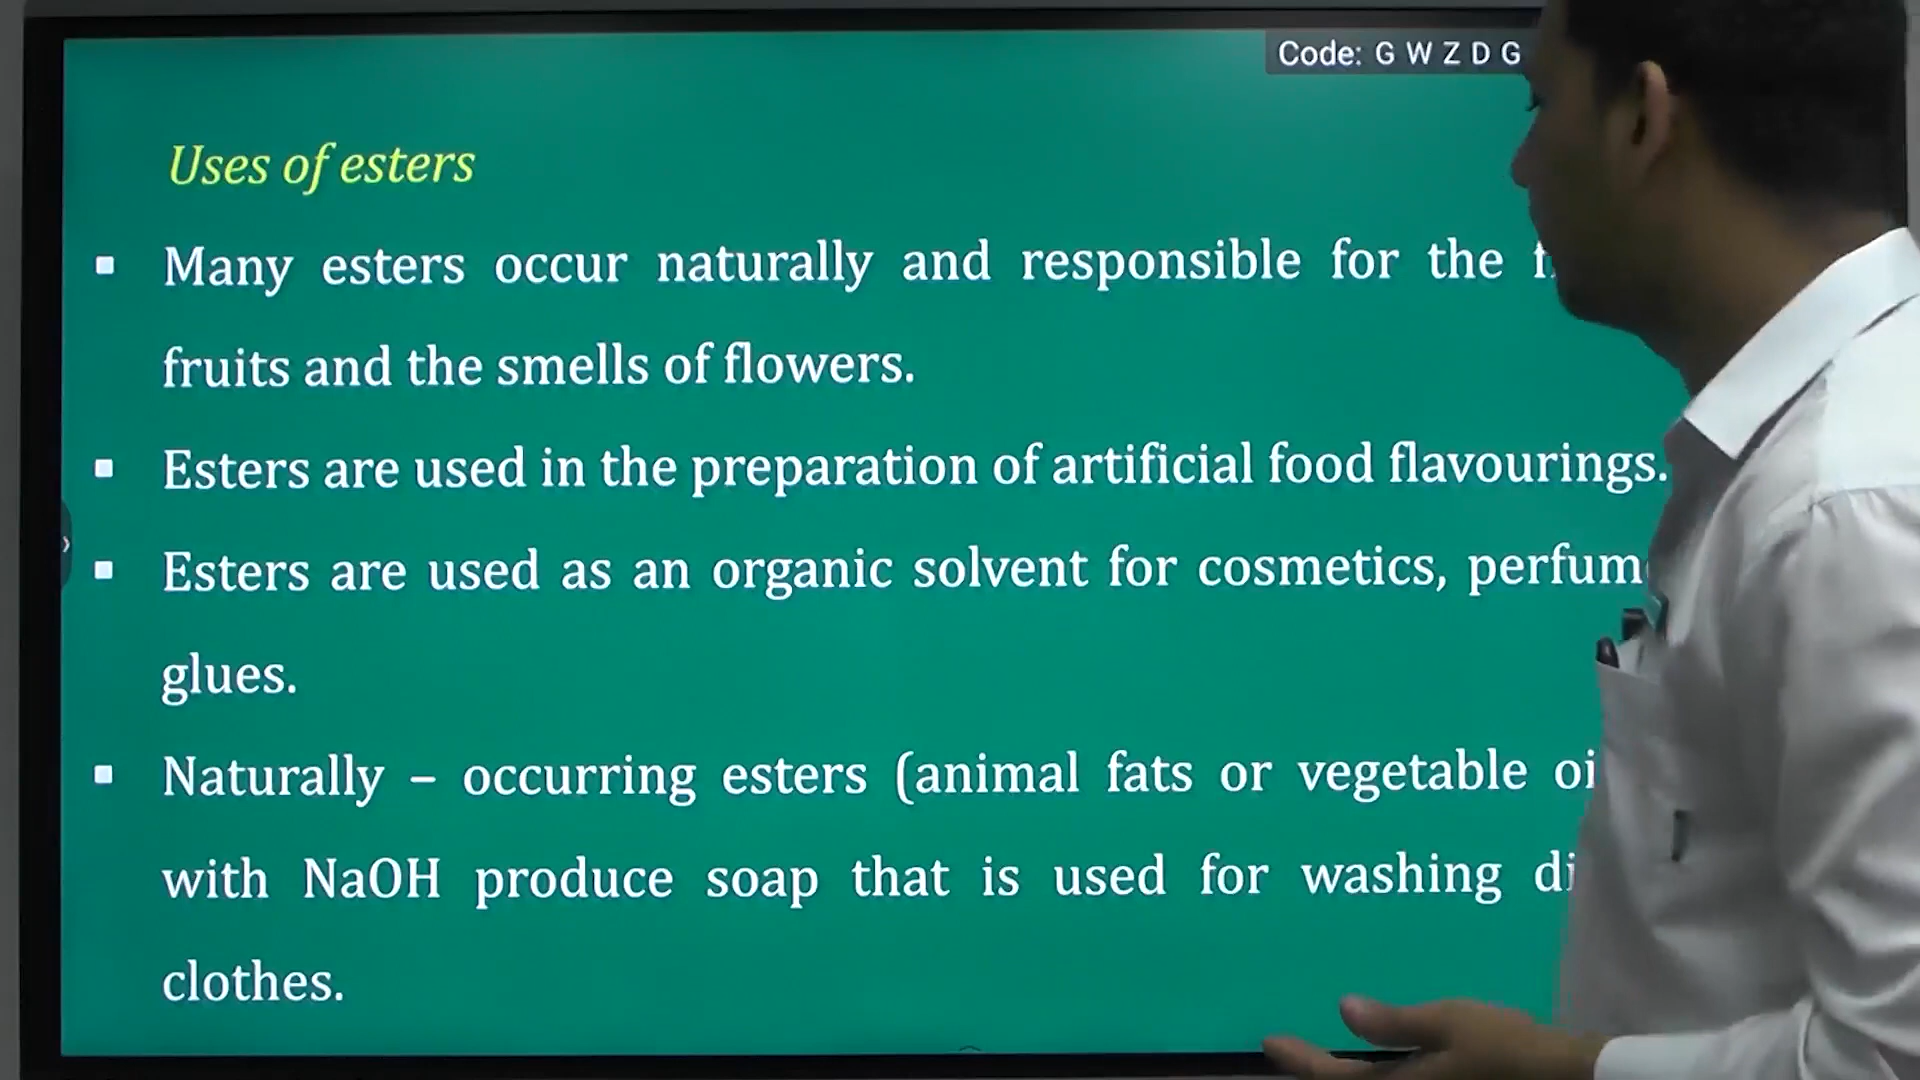 Code: G W Z D G
Uses of esters
▪ Many esters occur naturally and responsible for the
fruits and the smells of flowers.
▪ Esters are used in the preparation of artificial food flavourings.
▪ Esters are used as an organic solvent for cosmetics,
glues.
▪ Naturally – occurring esters (animal fats or vegetable
with NaOH produce soap that is used for washing
clothes.